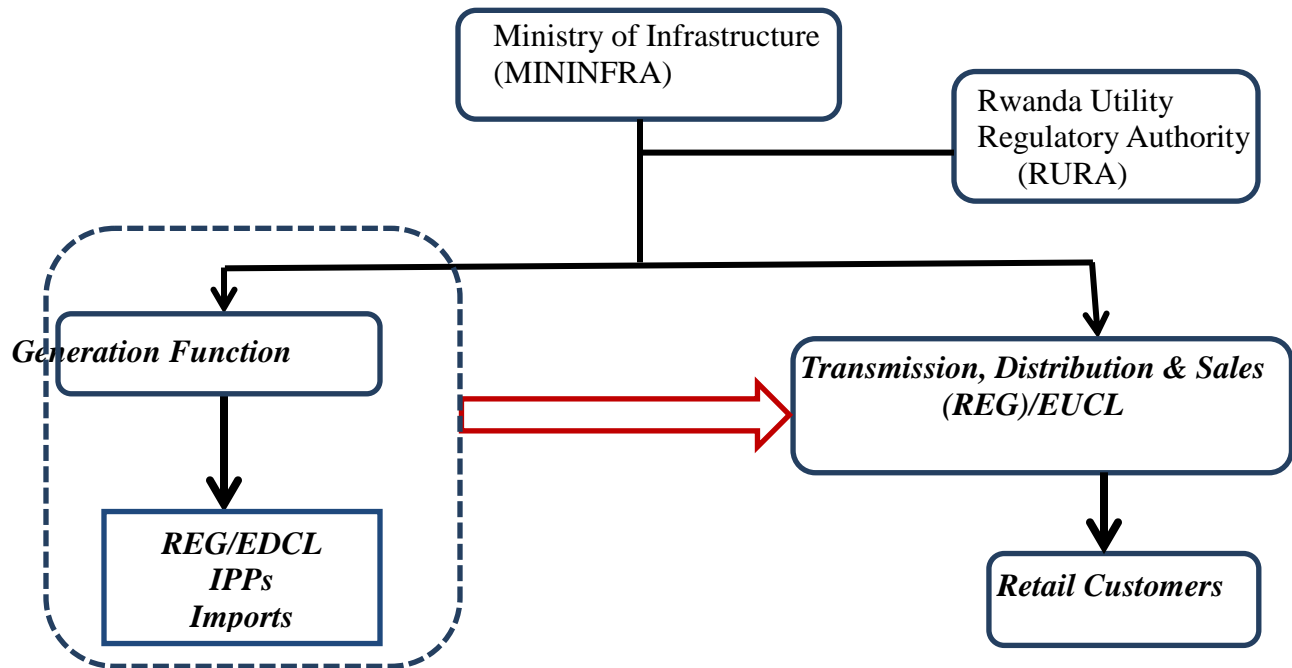 Ministry of Infrastructure
(MININFRA)
Rwanda Utility
Regulatory Authority
(RURA)
Generation Function
Transmission, Distribution & Sales
(REG)/EUCL
REG/EDCL
IPPs
Imports
Retail Customers